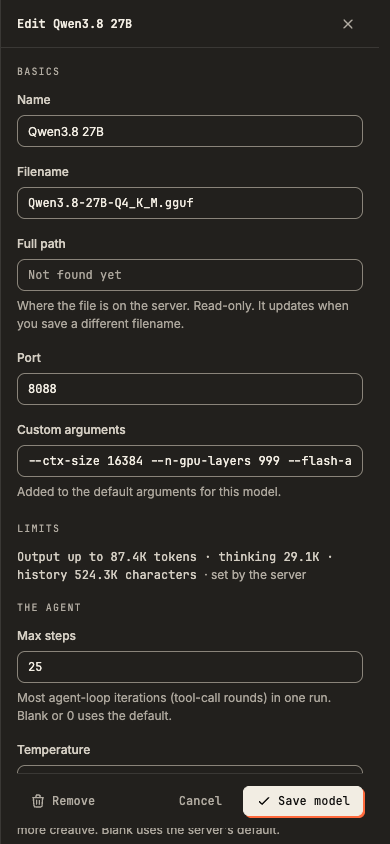 Edit Qwen3.8 27B
BASICS
Name
Qwen3.8 27B
Filename
Qwen3.8-27B-Q4_K_M.gguf
Full path
Not found yet
Where the file is on the server. Read-only. It updates when
you save a different filename.
Port
8088
Custom arguments
--ctx-size 16384 --n-gpu-layers 999 --flash-a
Added to the default arguments for this model.
LIMITS
Output up to 87.4K tokens · thinking 29.1K ·
history 524.3K characters · set by the server
THE AGENT
Max steps
25
Most agent-loop iterations (tool-call rounds) in one run.
Blank or 0 uses the default.
Temperature
Remove
Cancel
Save model
more creative. Blank uses the server's default.